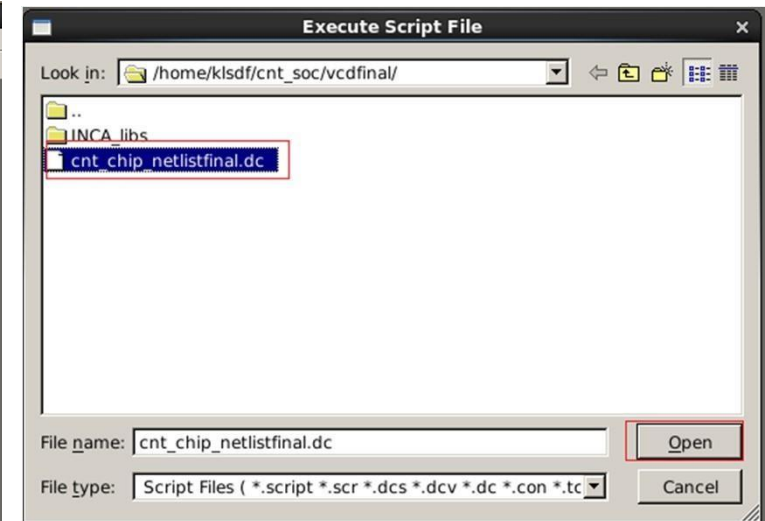 Execute Script File
Look in: /home/klsdf/cnt_soc/vcdfinal/
..
INCA_libs
cnt_chip_netlistfinal.dc
File name: cnt_chip_netlistfinal.dc Open
File type: Script Files ( *.script *.scr *.dcs *.dcv *.dc *.con *.tc Cancel